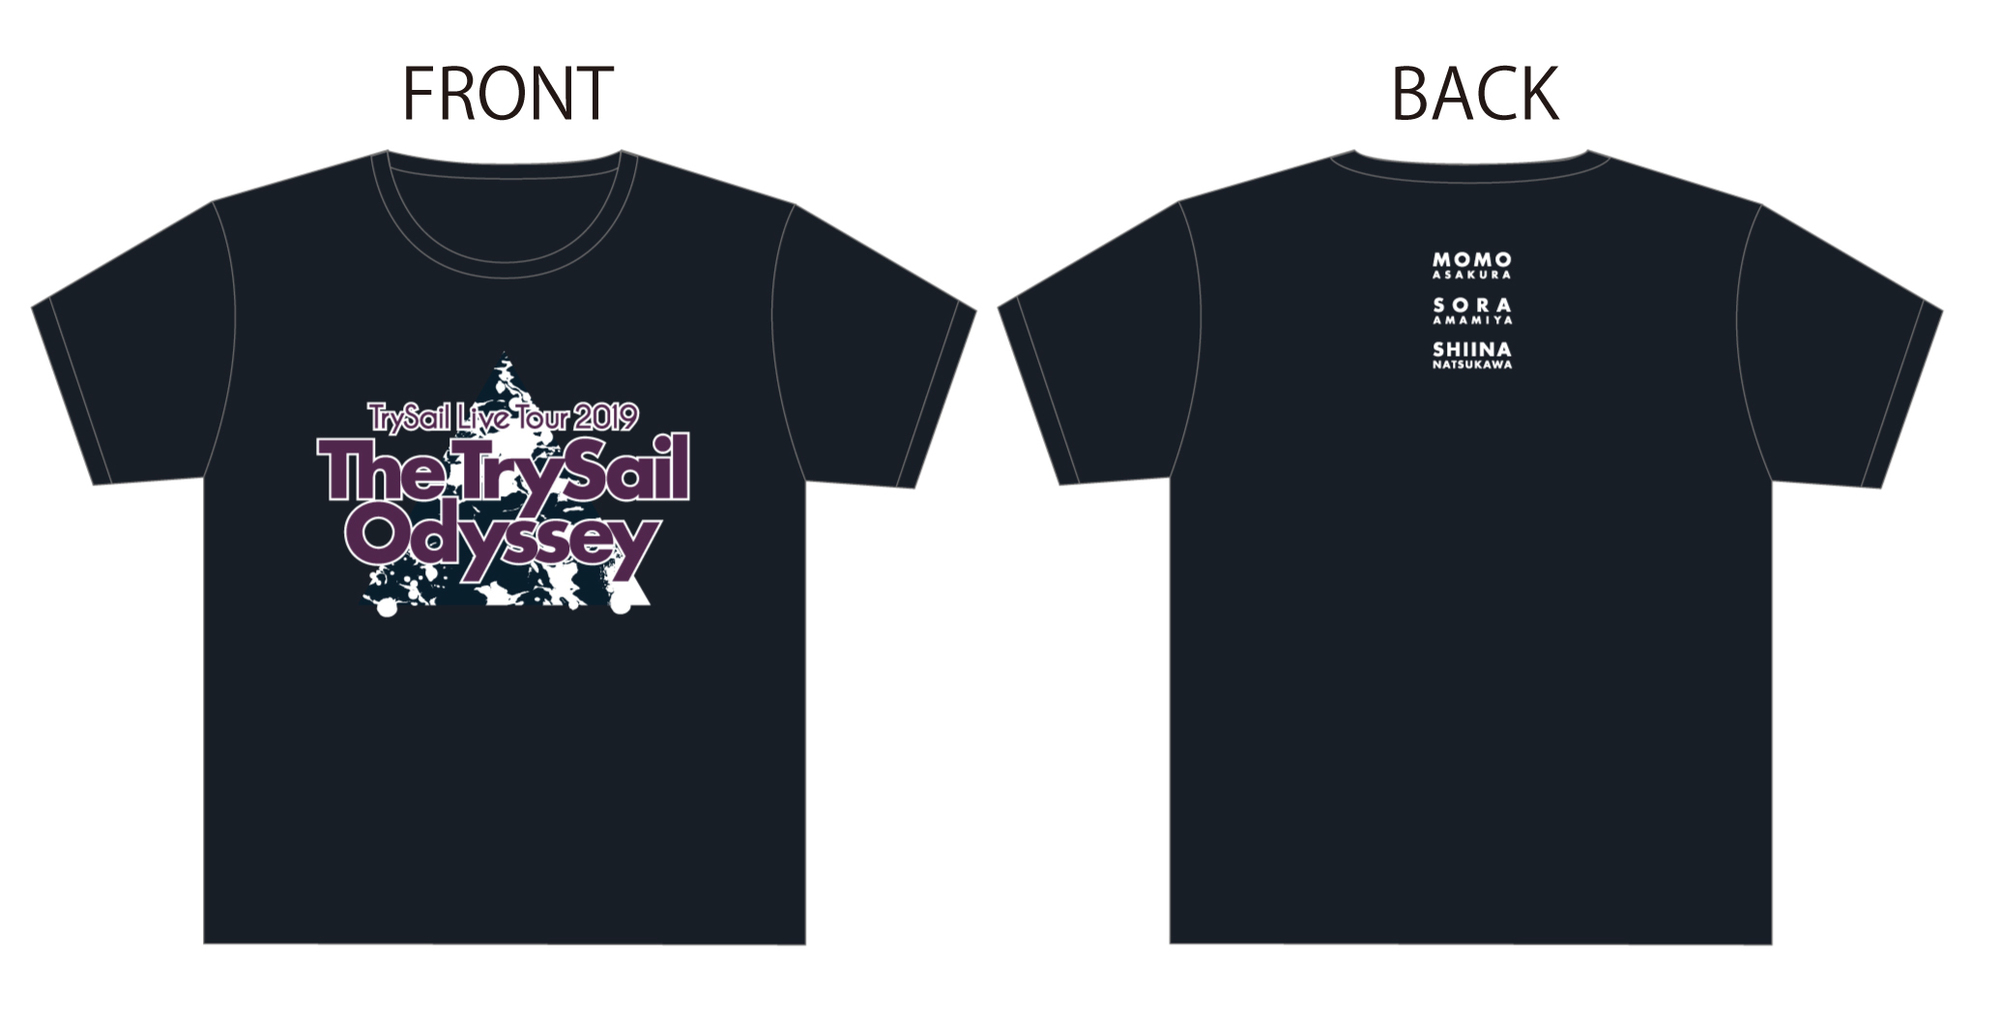 FRONT
TrySail Live Tour 2019
The TrySail
Odyssey
BACK
MOMO
ASAKURA
SORA
AMAMIYA
SHIINA
NATSUKAWA